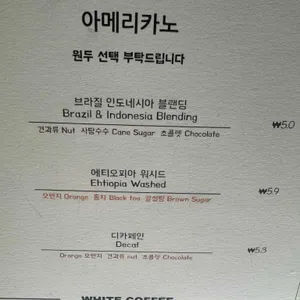 아메리카노
원두 선택 부탁드립니다
브라질 인도네시아 블랜딩
Brazil & Indonesia Blending
견과류 Nut 사탕수수 Cane Sugar 초콜렛 Chocolate
₩5.0
에티오피아 워시드
Ehtiopia Washed
오렌지 Orange 홍차 Black tea 황설탕 Brown Sugar
₩5.9
디카페인
Decaf
Orange 오렌지 견과류 nut 초콜렛 Chocolate
₩5.3
WHITE COFFEE